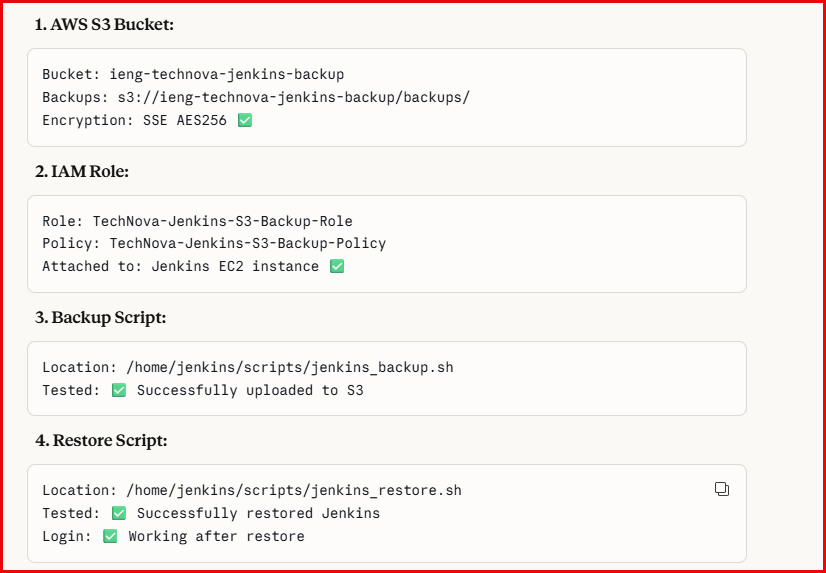 1. AWS S3 Bucket:
Bucket: ieng-technova-jenkins-backup
Backups: s3://ieng-technova-jenkins-backup/backups/
Encryption: SSE AES256 ✅
2. IAM Role:
Role: TechNova-Jenkins-S3-Backup-Role
Policy: TechNova-Jenkins-S3-Backup-Policy
Attached to: Jenkins EC2 instance ✅
3. Backup Script:
Location: /home/jenkins/scripts/jenkins_backup.sh
Tested: ✅ Successfully uploaded to S3
4. Restore Script:
Location: /home/jenkins/scripts/jenkins_restore.sh
Tested: ✅ Successfully restored Jenkins
Login: ✅ Working after restore